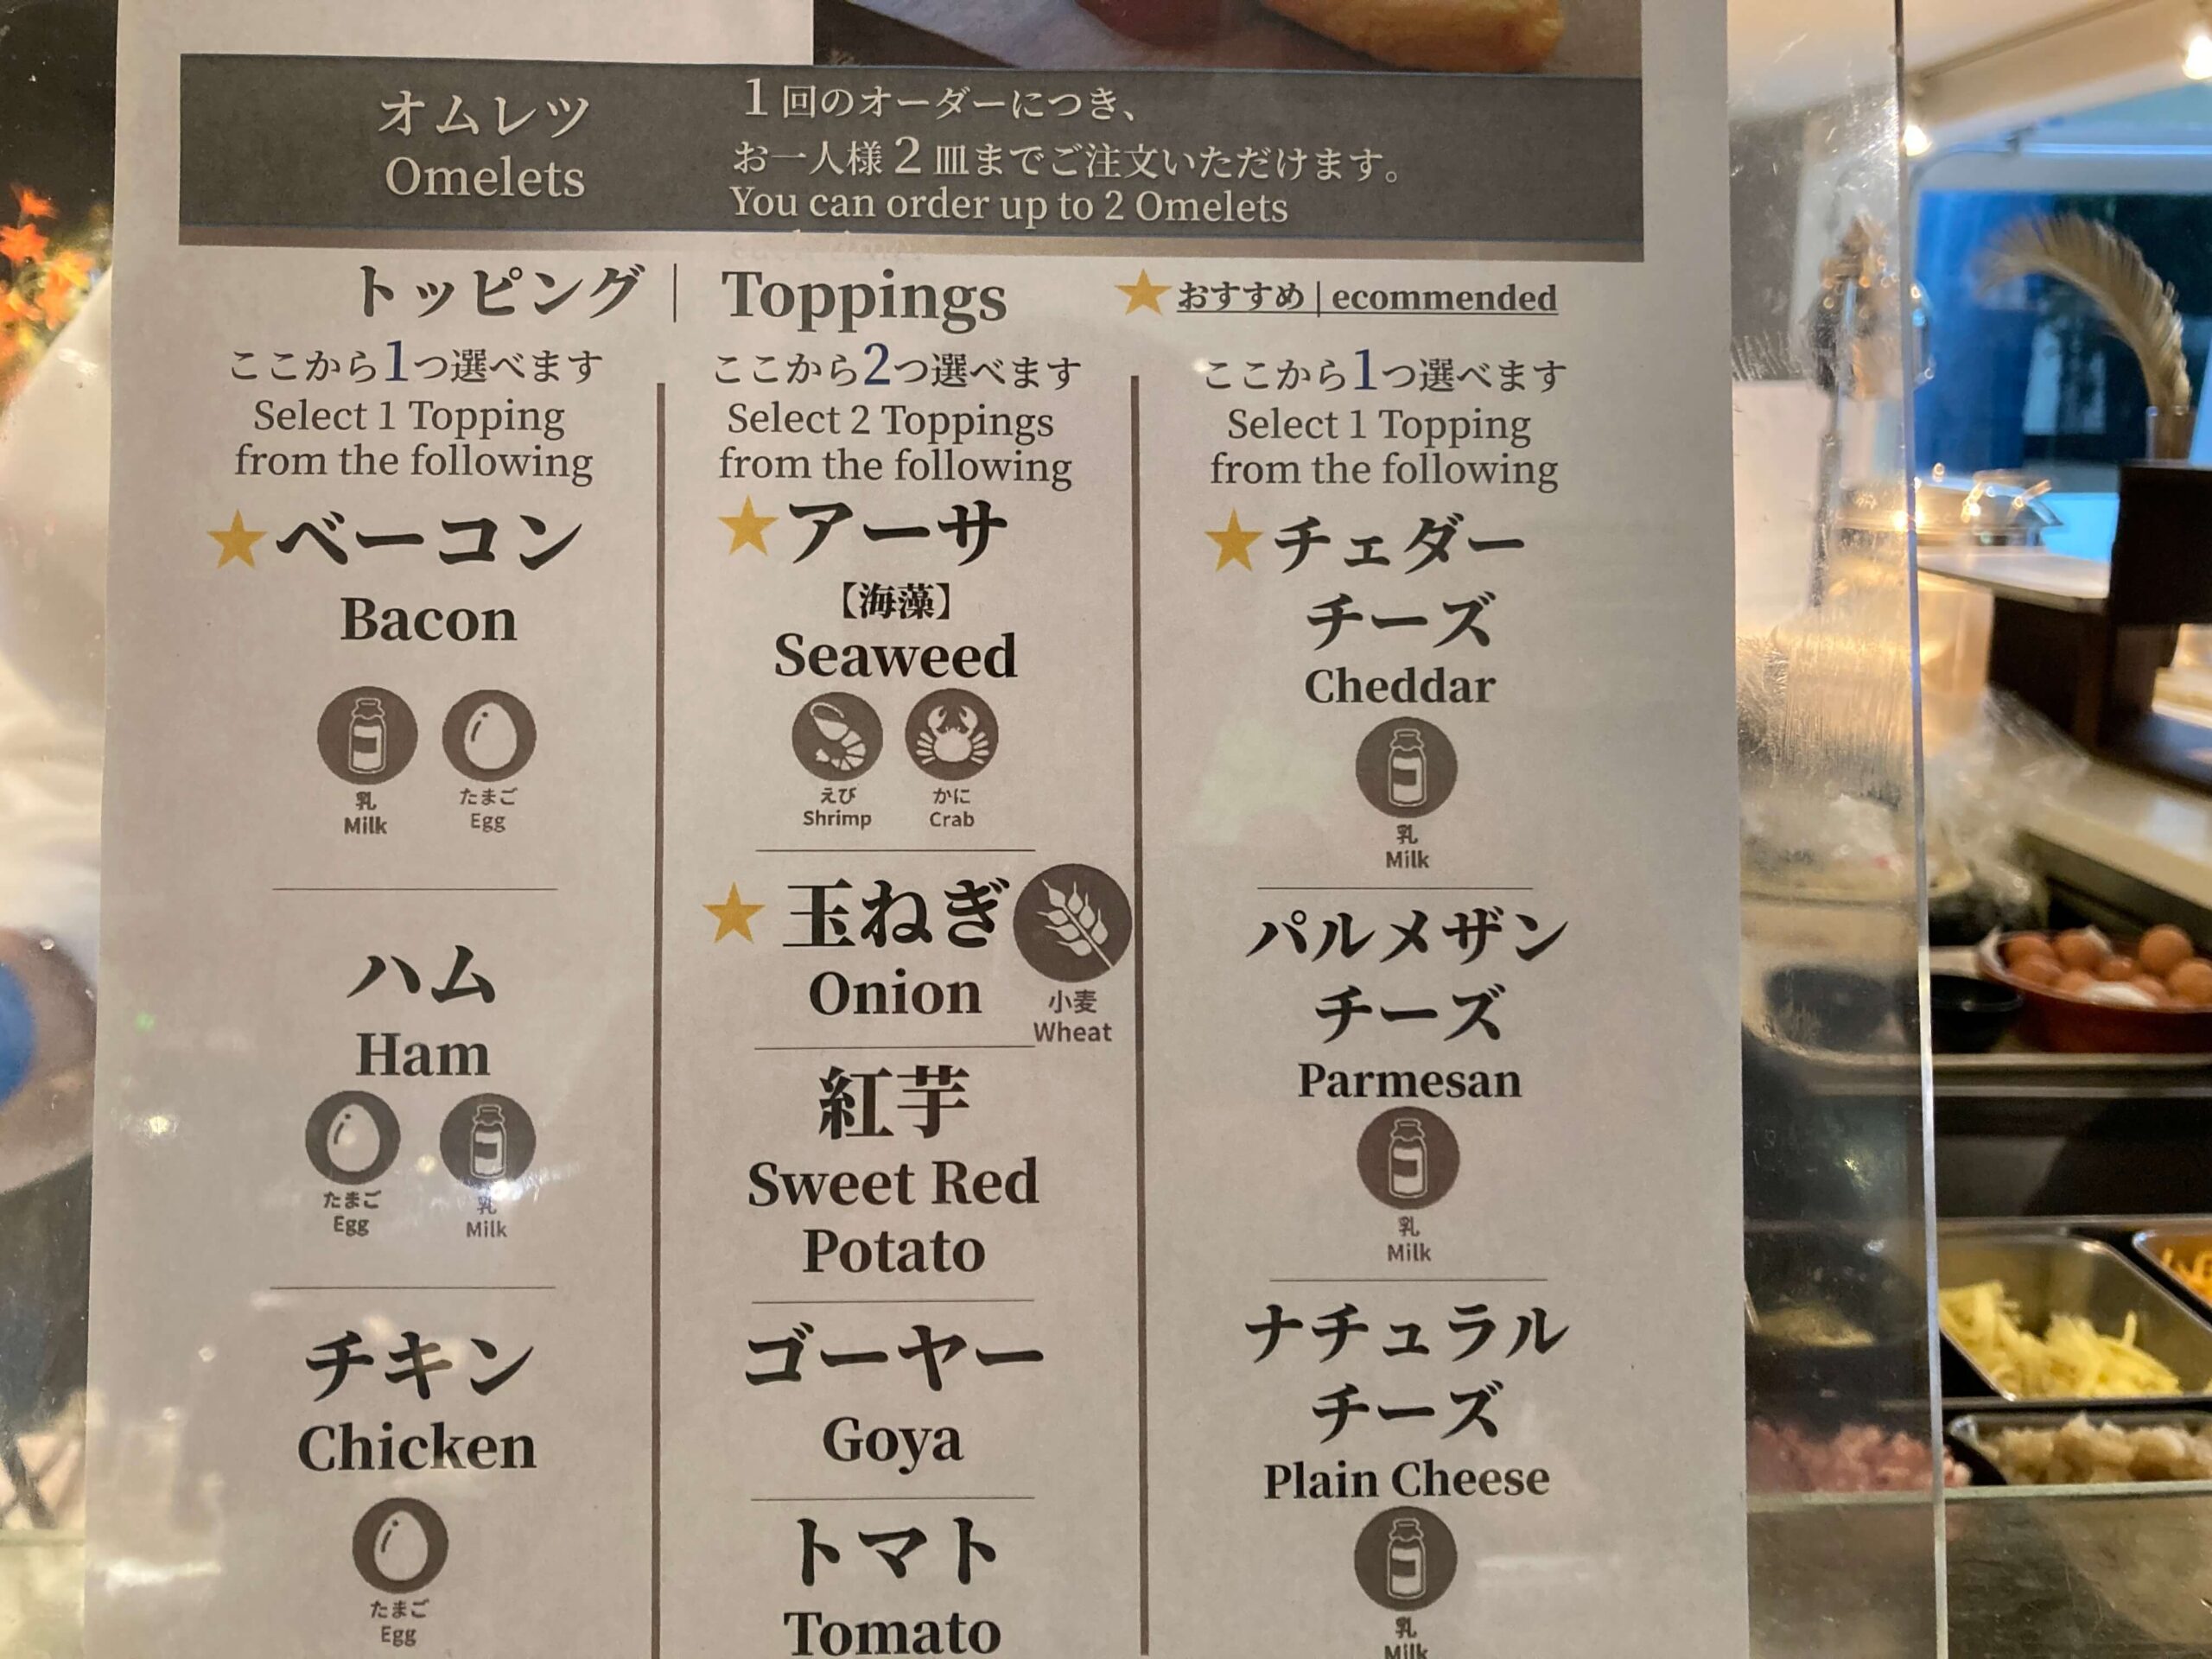 オムレツ
Omelets
1回のオーダーにつき、
お一人様2皿までご注文いただけます。
You can order up to 2 Omelets
トッピング | Toppings
★おすすめ | ecommended
ここから1つ選べます
Select 1 Topping
from the following
★ベーコン
Bacon
乳
Milk
たまご
Egg
ハム
Ham
たまご
Egg
乳
Milk
チキン
Chicken
たまご
Egg
ここから2つ選べます
Select 2 Toppings
from the following
★アーサ
【海藻】
Seaweed
えび
Shrimp
かに
Crab
★玉ねぎ
Onion
小麦
Wheat
紅芋
Sweet Red
Potato
ゴーヤー
Goya
トマト
Tomato
ここから1つ選べます
Select 1 Topping
from the following
★チェダー
チーズ
Cheddar
乳
Milk
パルメザン
チーズ
Parmesan
乳
Milk
ナチュラル
チーズ
Plain Cheese
乳
Milk